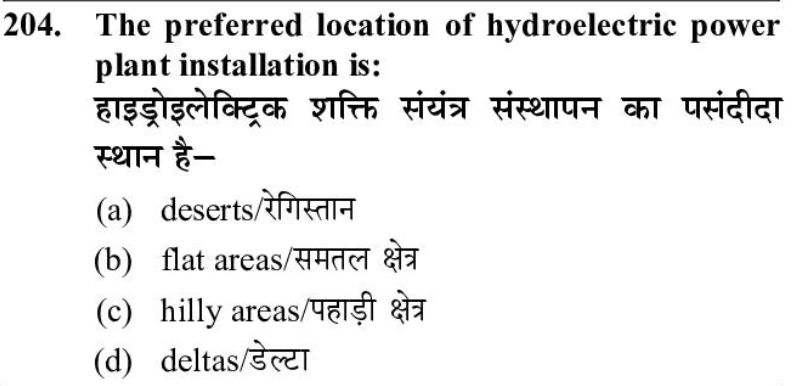 204. The preferred location of hydroelectric power
plant installation is:
हाइड्रोइलेक्ट्रिक शक्ति संयंत्र संस्थापन का पसंदीदा
स्थान है–
(a) deserts/रेगिस्तान
(b) flat areas/समतल क्षेत्र
(c) hilly areas/पहाड़ी क्षेत्र
(d) deltas/डेल्टा